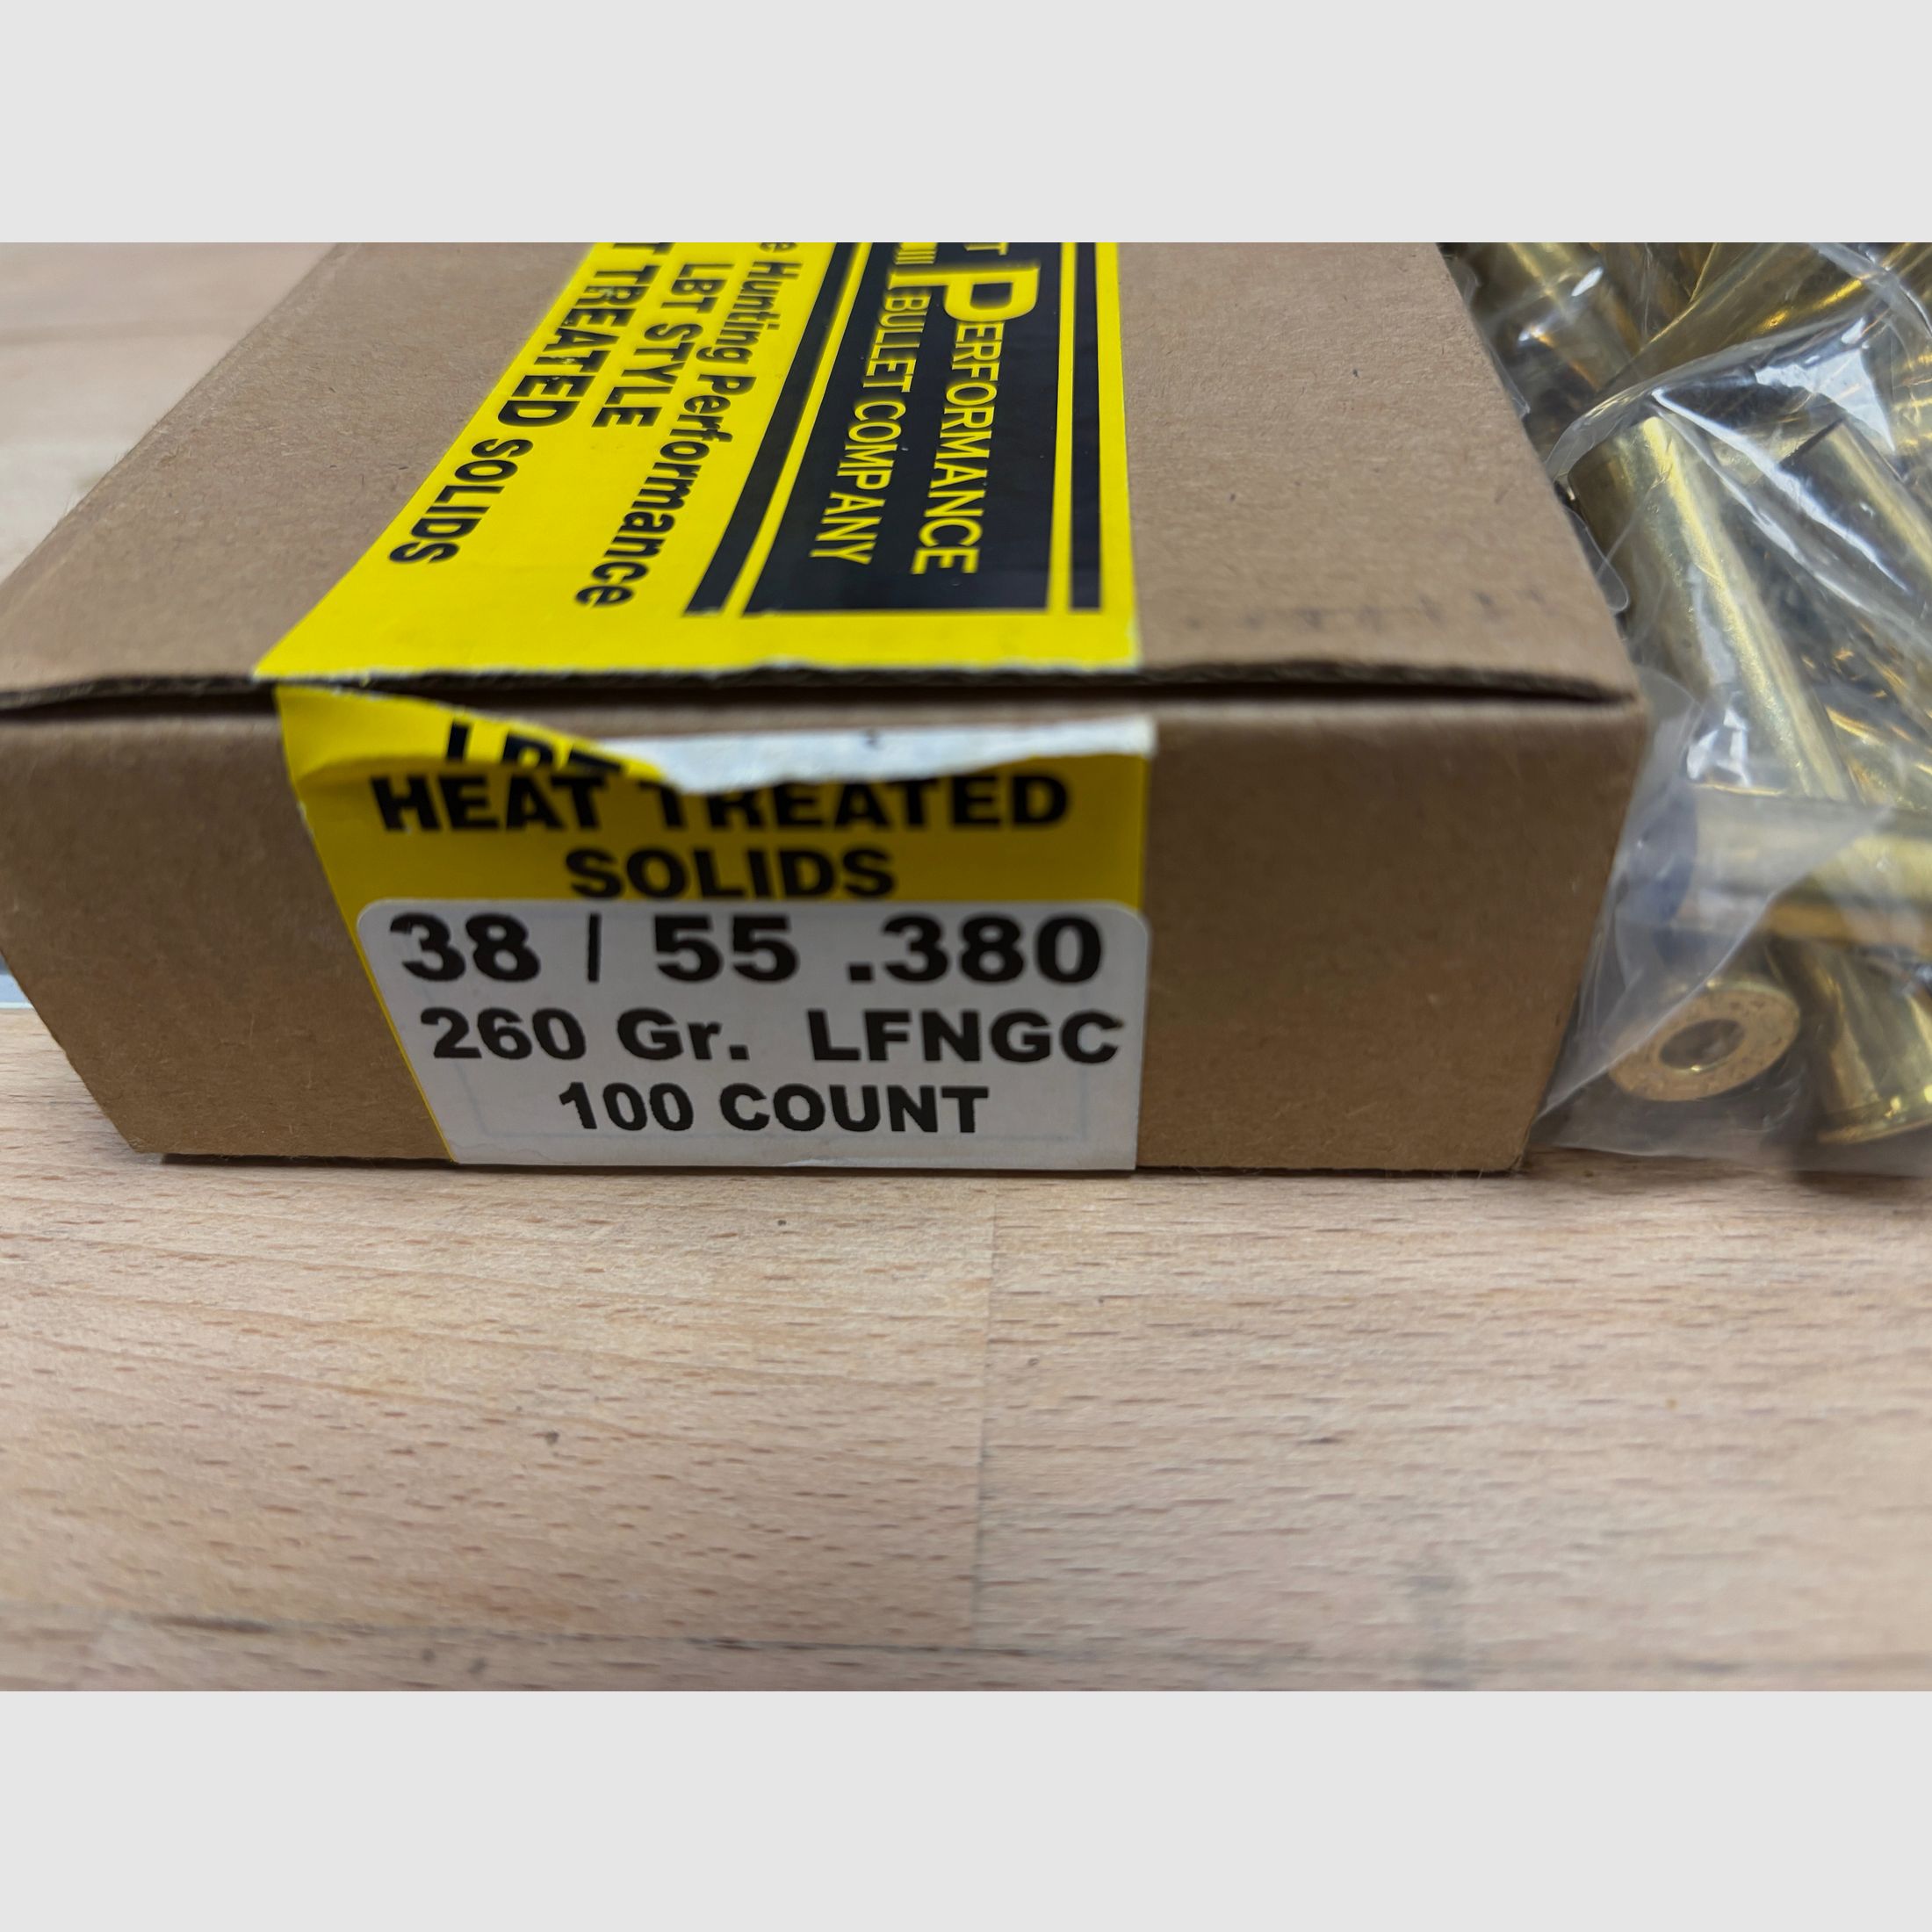 PERFORMANCE
BULLET COMPANY
Hunting Performance
LBT STYLE
TREATED SOLIDS
HEAT TREATED
SOLIDS
38 / 55 .380
260 Gr. LFNGC
100 COUNT